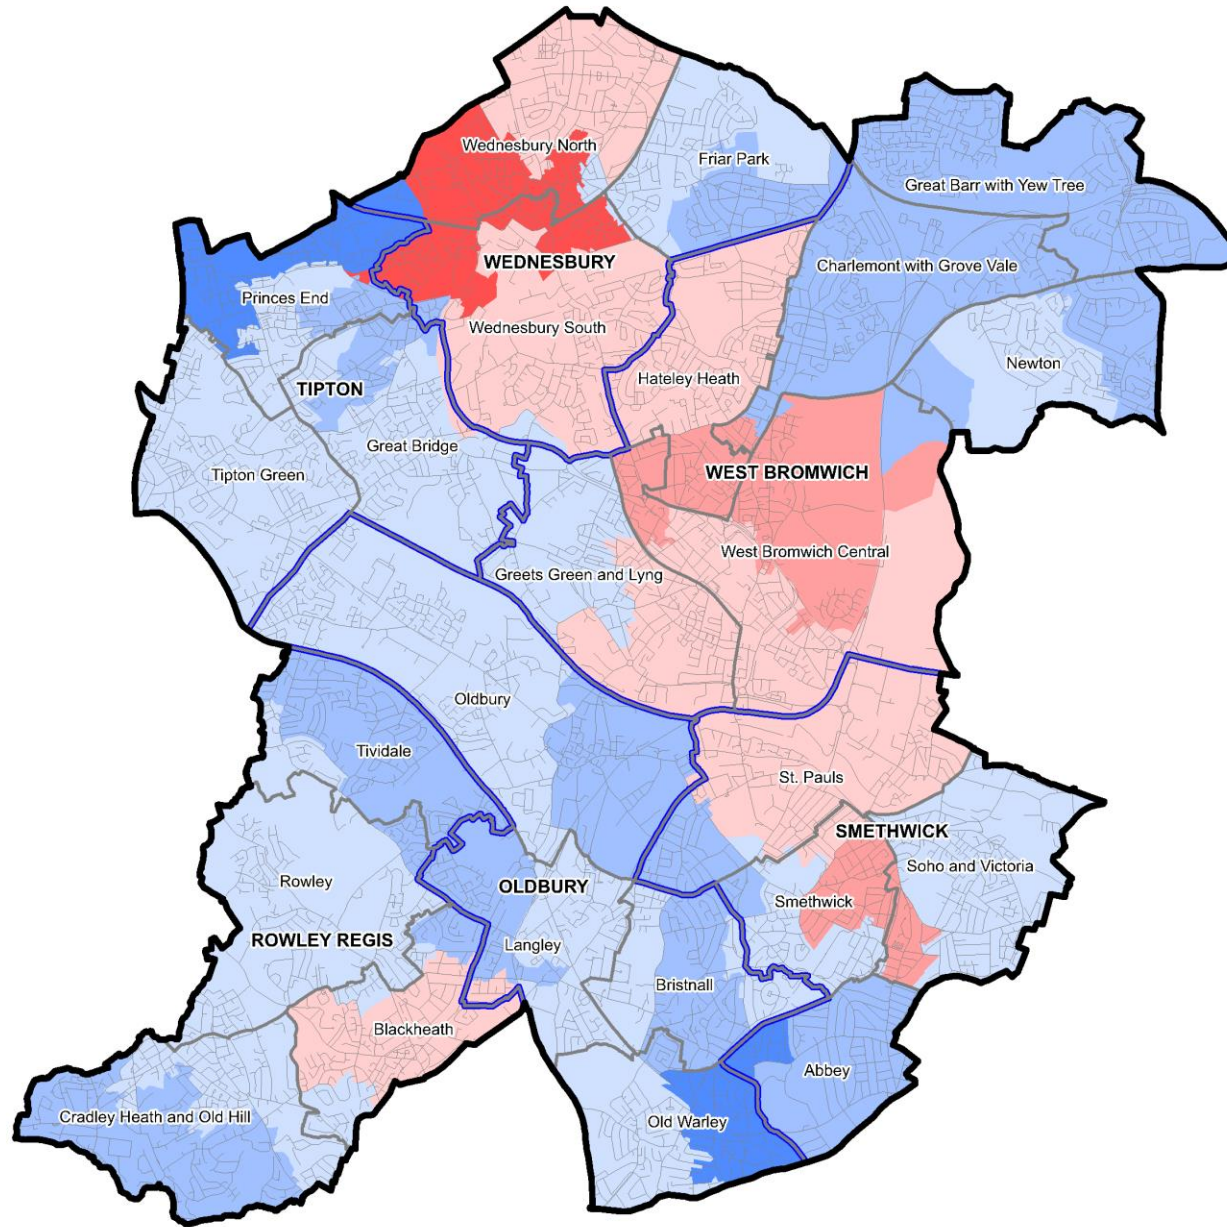 Wednesbury North
Friar Park
Great Barr with Yew Tree
WEDNESBURY
Charlemont with Grove Vale
Princes End
Wednesbury South
Newton
Hateley Heath
TIPTON
Great Bridge
Tipton Green
WEST BROMWICH
West Bromwich Central
Greets Green and Lyng
Oldbury
Tividale
St. Pauls
SMETHWICK
Soho and Victoria
Rowley
OLDBURY
Smethwick
ROWLEY REGIS
Langley
Bristnall
Blackheath
Abbey
Cradley Heath and Old Hill
Old Warley